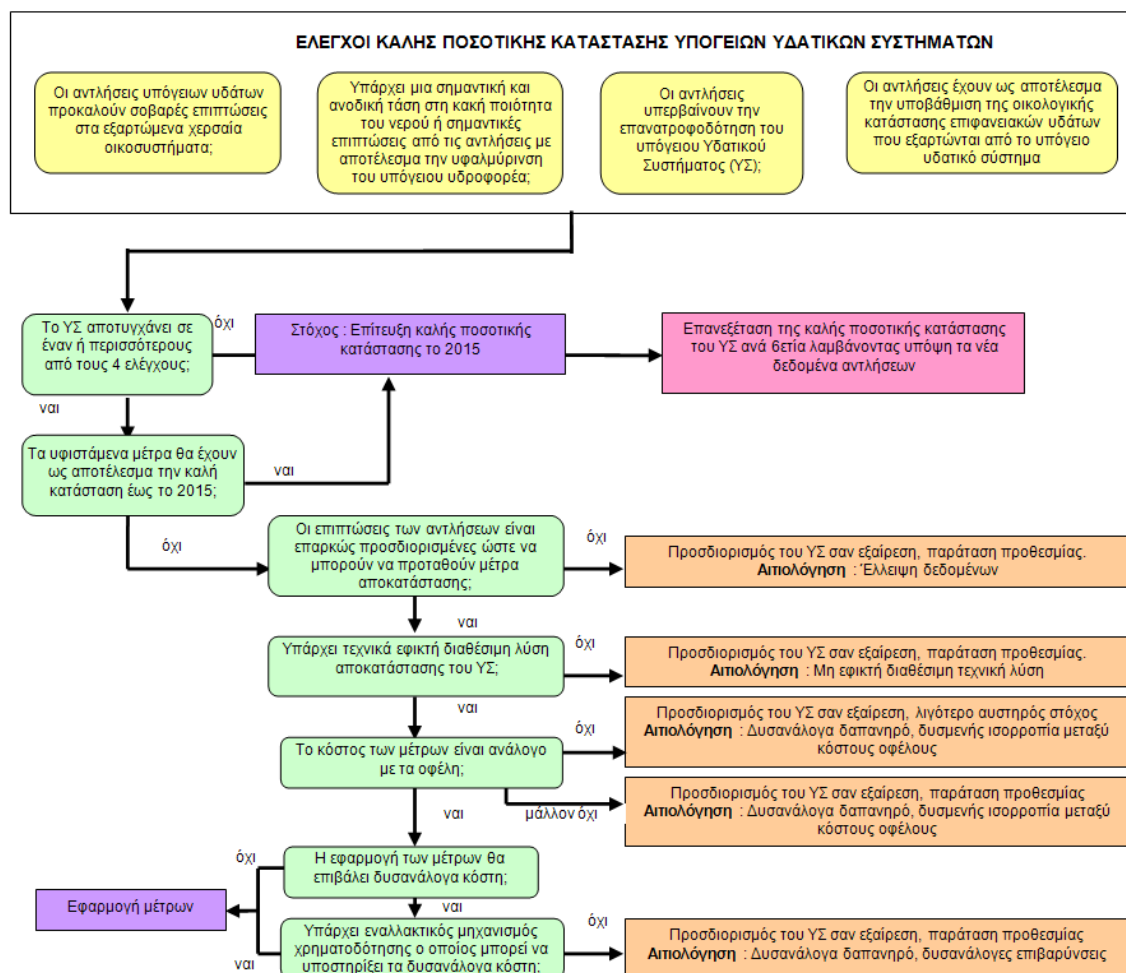 ΕΛΕΓΧΟΙ ΚΑΛΗΣ ΠΟΣΟΤΙΚΗΣ ΚΑΤΑΣΤΑΣΗΣ ΥΠΟΓΕΙΩΝ ΥΔΑΤΙΚΩΝ ΣΥΣΤΗΜΑΤΩΝ
Οι αντλήσεις υπόγειων υδάτων
προκαλούν σοβαρές επιπτώσεις
στα εξαρτώμενα χερσαία
οικοσυστήματα;
Υπάρχει μια σημαντική και
ανοδική τάση στη κακή ποιότητα
του νερού ή σημαντικές
επιπτώσεις από τις αντλήσεις με
αποτέλεσμα την υφαλμύρινση
του υπόγειου υδροφορέα;
Οι αντλήσεις
υπερβαίνουν την
επανατροφοδότηση του
υπόγειου Υδατικού
Συστήματος (ΥΣ);
Οι αντλήσεις έχουν ως αποτέλεσμα
την υποβάθμιση της οικολογικής
κατάστασης επιφανειακών υδάτων
που εξαρτώνται από το υπόγειο
υδατικό σύστημα
Το ΥΣ αποτυγχάνει σε
έναν ή περισσότερους
από τους 4 ελέγχους;
όχι
Στόχος : Επίτευξη καλής ποσοτικής
κατάστασης το 2015
Επανεξέταση της καλής ποσοτικής κατάστασης
του ΥΣ ανά 6ετία λαμβάνοντας υπόψη τα νέα
δεδομένα αντλήσεων
ναι
Τα υφιστάμενα μέτρα θα έχουν
ως αποτέλεσμα την καλή
κατάσταση έως το 2015;
ναι
όχι
Οι επιπτώσεις των αντλήσεων είναι
επαρκώς προσδιορισμένες ώστε να
μπορούν να προταθούν μέτρα
αποκατάστασης;
όχι
Προσδιορισμός του ΥΣ σαν εξαίρεση, παράταση προθεσμίας.
Αιτιολόγηση : Έλλειψη δεδομένων
ναι
Υπάρχει τεχνικά εφικτή διαθέσιμη λύση
αποκατάστασης του ΥΣ;
όχι
Προσδιορισμός του ΥΣ σαν εξαίρεση, παράταση προθεσμίας.
Αιτιολόγηση : Μη εφικτή διαθέσιμη τεχνική λύση
ναι
Το κόστος των μέτρων είναι ανάλογο
με τα οφέλη;
όχι
Προσδιορισμός του ΥΣ σαν εξαίρεση, λιγότερο αυστηρός στόχος
Αιτιολόγηση : Δυσανάλογα δαπανηρό, δυσμενής ισορροπία μεταξύ
κόστους οφέλους
μάλλον όχι
Προσδιορισμός του ΥΣ σαν εξαίρεση, παράταση προθεσμίας
Αιτιολόγηση : Δυσανάλογα δαπανηρό, δυσμενής ισορροπία μεταξύ
κόστους οφέλους
ναι
Η εφαρμογή των μέτρων θα
επιβάλει δυσανάλογα κόστη;
όχι
Εφαρμογή μέτρων
ναι
Υπάρχει εναλλακτικός μηχανισμός
χρηματοδότησης ο οποίος μπορεί να
υποστηρίξει τα δυσανάλογα κόστη;
ναι
όχι
Προσδιορισμός του ΥΣ σαν εξαίρεση, παράταση προθεσμίας
Αιτιολόγηση : Δυσανάλογα δαπανηρό, δυσανάλογες επιβαρύνσεις